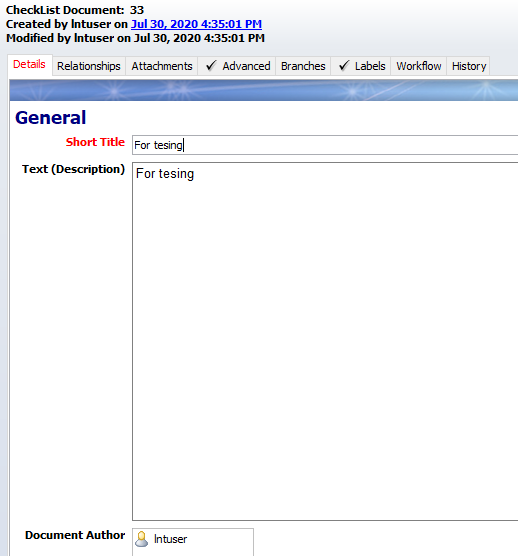 CheckList Document: 33
Created by lntuser on Jul 30, 2020 4:35:01 PM
Modified by lntuser on Jul 30, 2020 4:35:01 PM
Details Relationships Attachments Advanced Branches Labels Workflow History
General
Short Title For tesing
Text (Description) For tesing
Document Author lntuser